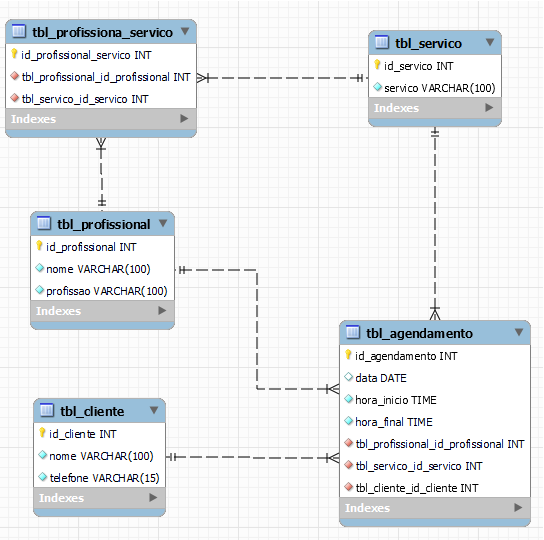 tbl_profissiona_servico
id_profissional_servico INT
tbl_profissional_id_profissional INT
tbl_servico_id_servico INT
Indexes
tbl_servico
id_servico INT
servico VARCHAR(100)
Indexes
tbl_profissional
id_profissional INT
nome VARCHAR(100)
profissao VARCHAR(100)
Indexes
tbl_agendamento
id_agendamento INT
data DATE
hora_inicio TIME
hora_final TIME
tbl_profissional_id_profissional INT
tbl_servico_id_servico INT
tbl_cliente_id_cliente INT
Indexes
tbl_cliente
id_cliente INT
nome VARCHAR(100)
telefone VARCHAR(15)
Indexes